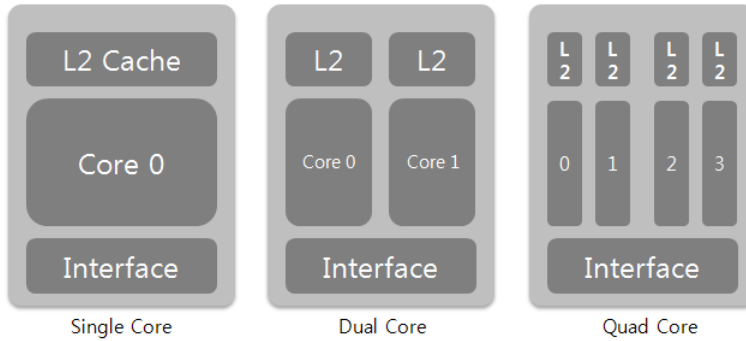 L2 Cache
Core 0
Interface
Single Core
L2 L2
Core 0 Core 1
Interface
Dual Core
L
2
L
2
L
2
L
2
0 1 2 3
Interface
Quad Core